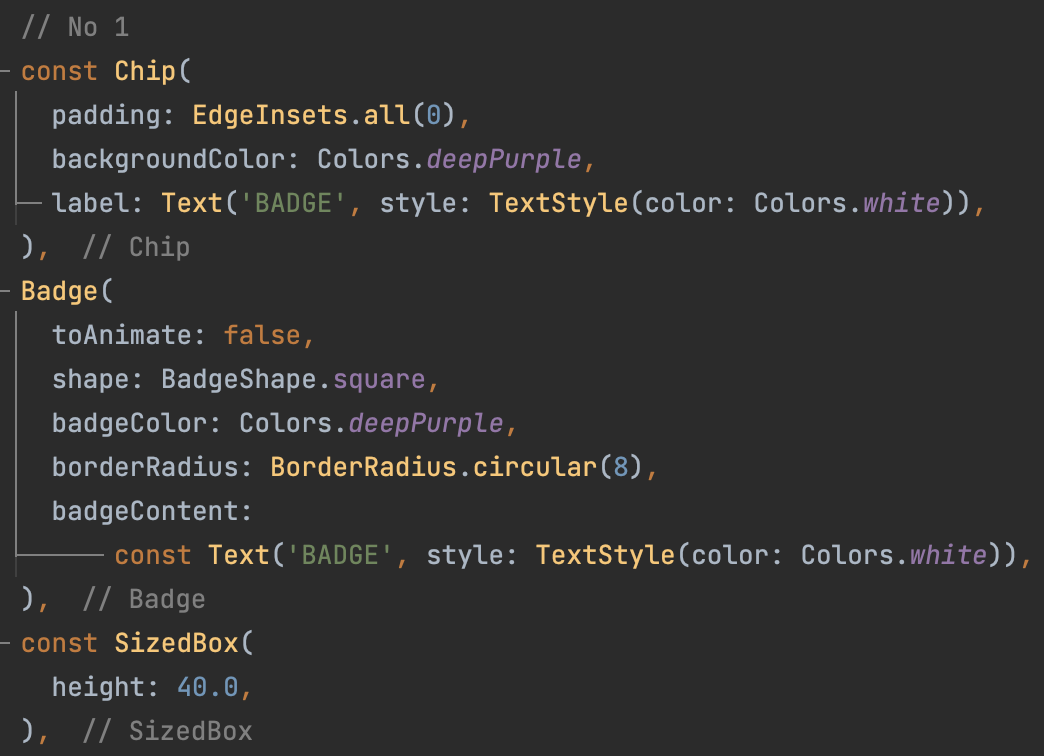 // No 1
const Chip(
  padding: EdgeInsets.all(0),
  backgroundColor: Colors.deepPurple,
  label: Text('BADGE', style: TextStyle(color: Colors.white)),
),  // Chip
Badge(
  toAnimate: false,
  shape: BadgeShape.square,
  badgeColor: Colors.deepPurple,
  borderRadius: BorderRadius.circular(8),
  badgeContent:
      const Text('BADGE', style: TextStyle(color: Colors.white)),
),  // Badge
const SizedBox(
  height: 40.0,
),  // SizedBox